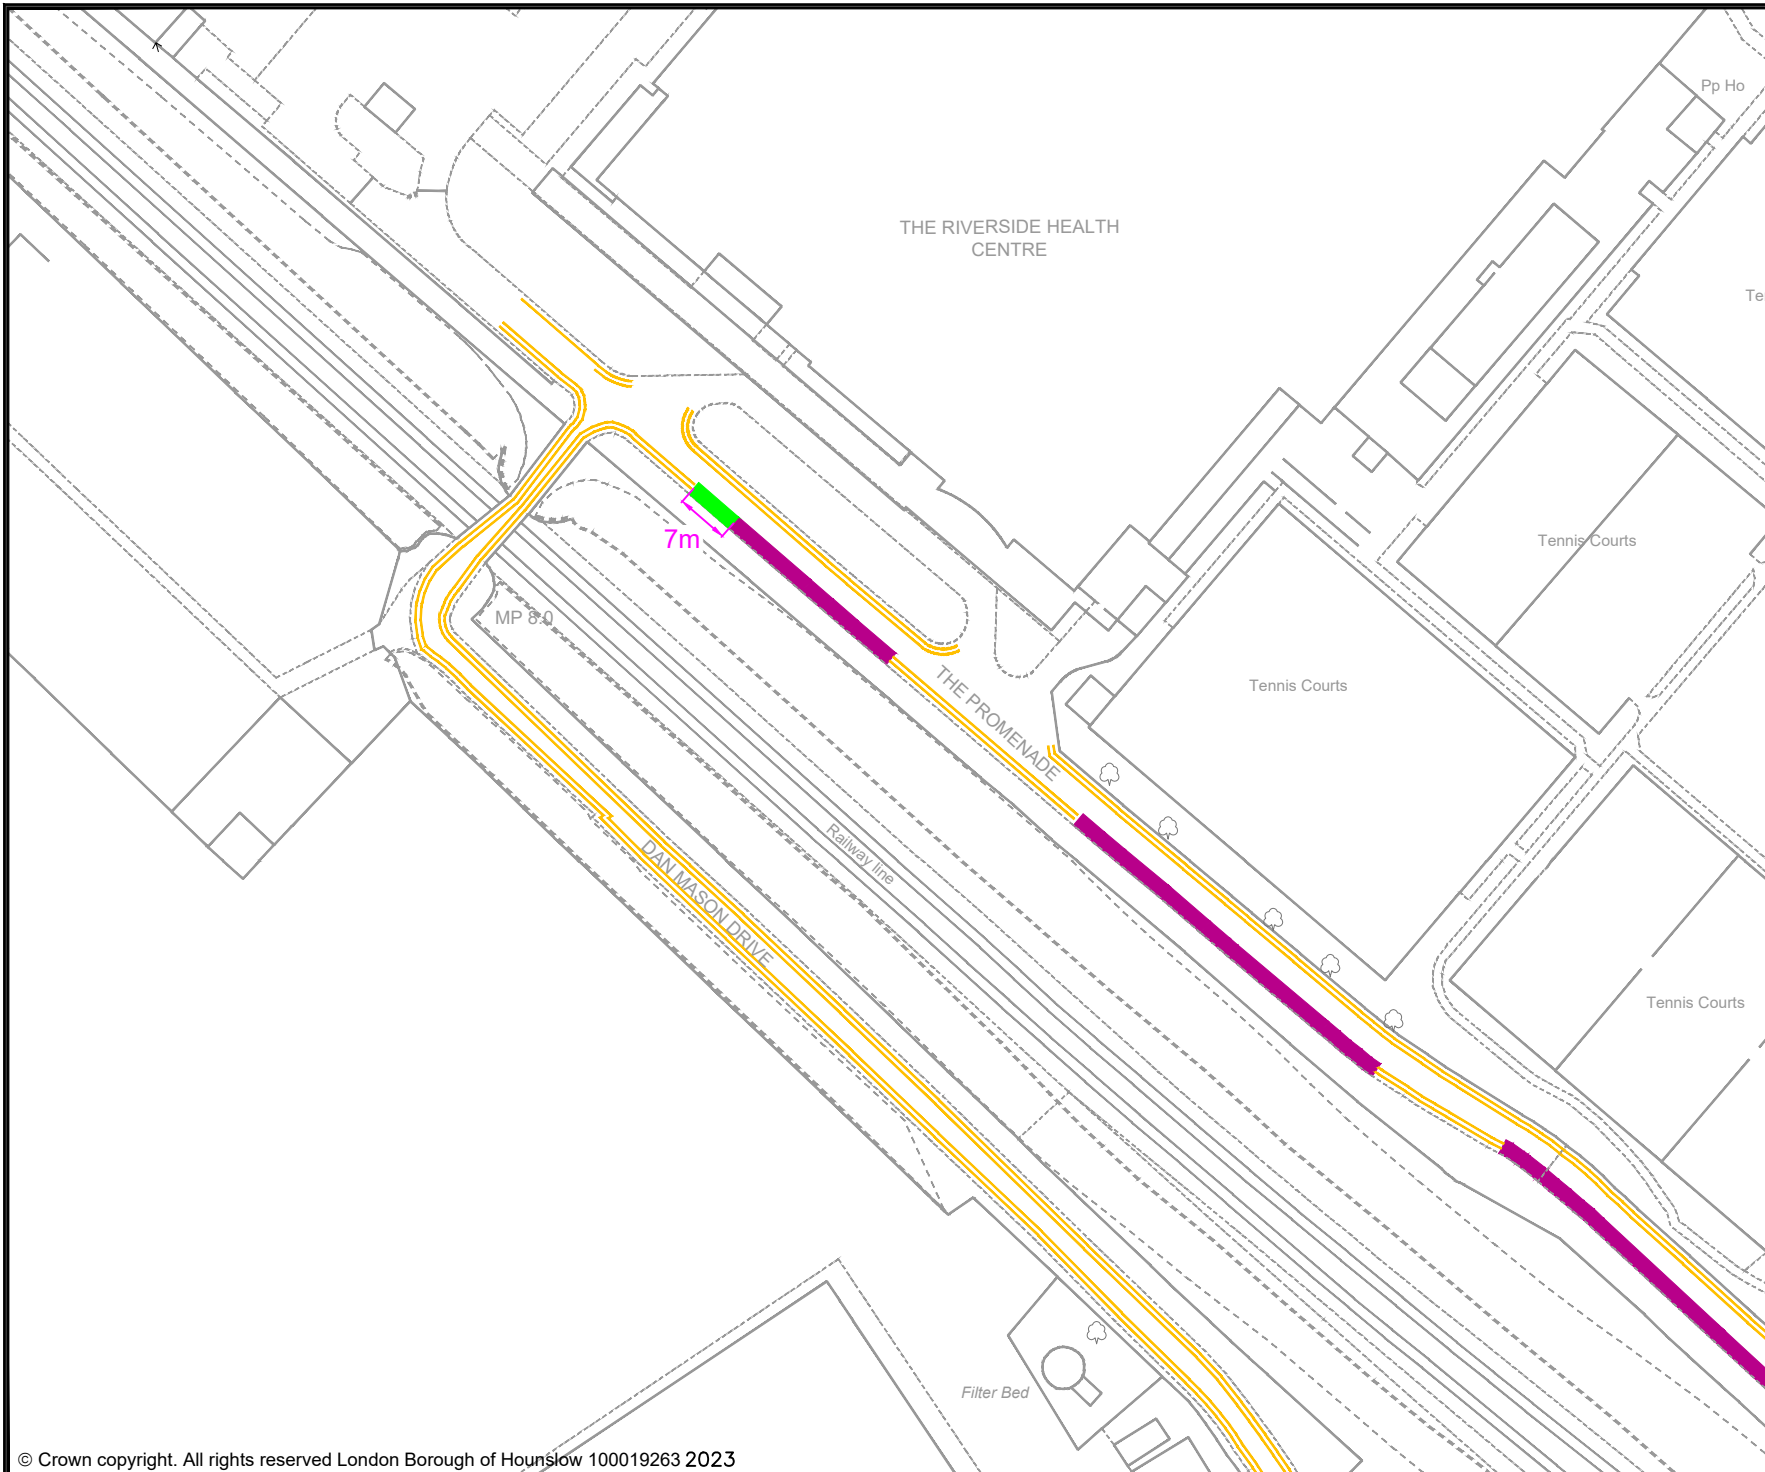 Pp Ho
THE RIVERSIDE HEALTH
CENTRE
Te
7m
Tennis Courts
MP 8.0
Tennis Courts
THE PROMENADE
Railway line
DAN MASON DRIVE
Tennis Courts
Filter Bed
© Crown copyright. All rights reserved London Borough of Hounslow 100019263 2023